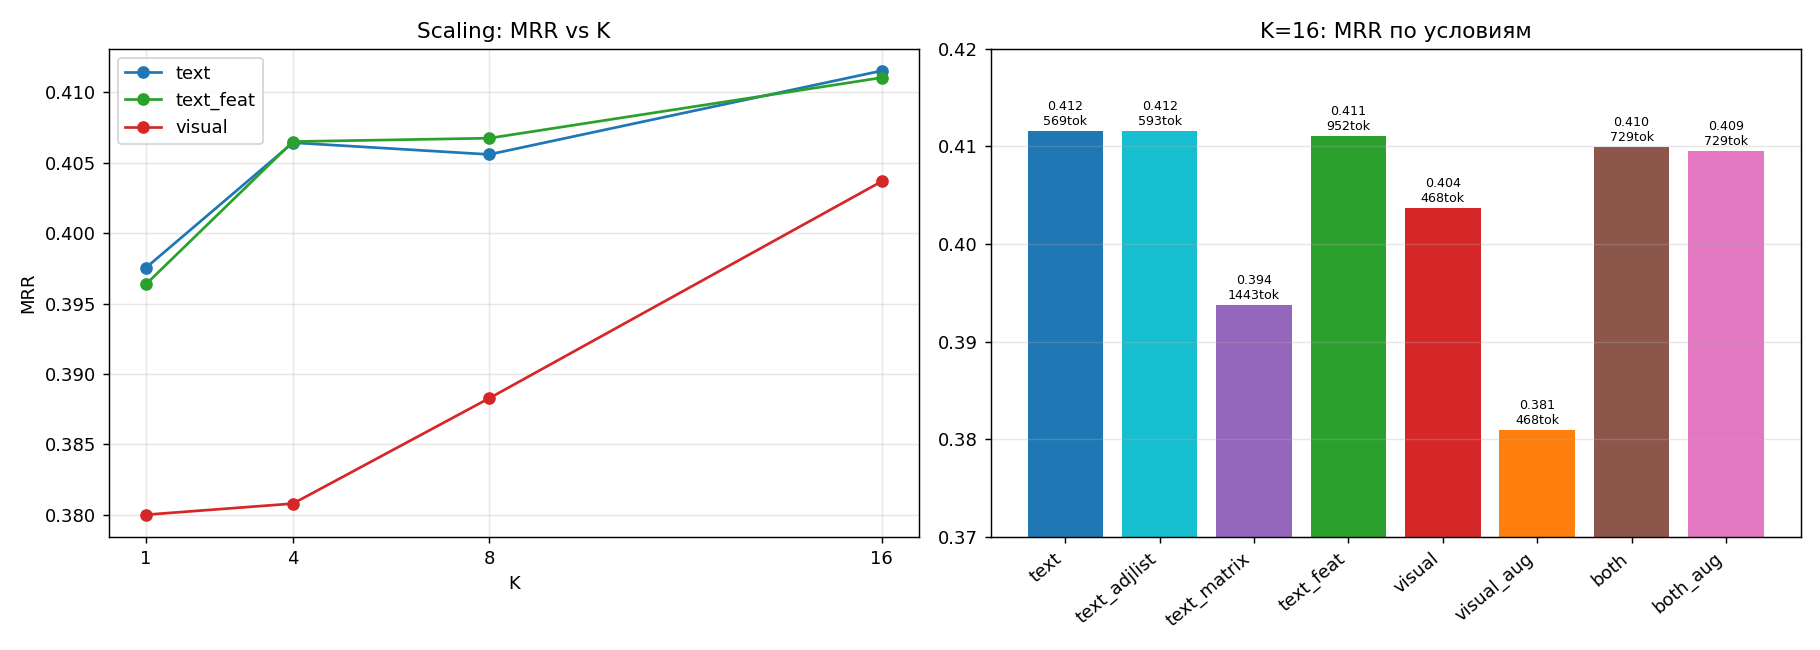 Scaling: MRR vs K
text
text_feat
visual
0.410
0.405
0.400
0.395
0.390
0.385
0.380
MRR
1
4
8
16
K
K=16: MRR по условиям
0.42
0.41
0.40
0.39
0.38
0.37
0.412
569tok
0.412
593tok
0.394
1443tok
0.411
952tok
0.404
468tok
0.381
468tok
0.410
729tok
0.409
729tok
text
text_adjlist
text_matrix
text_feat
visual
visual_aug
both
both_aug